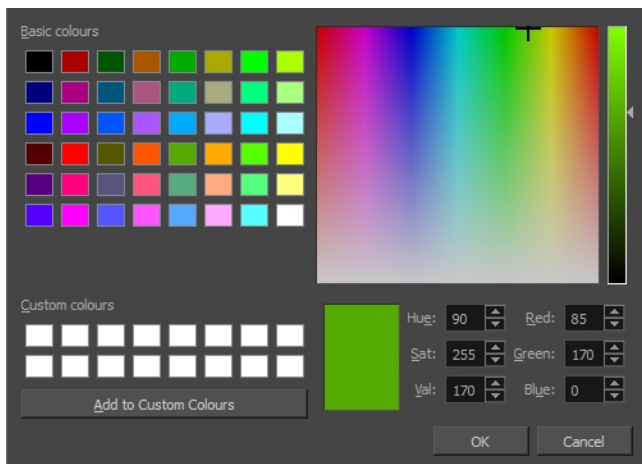 Basic colours
Custom colours
Add to Custom Colours
Hue: 90 Red: 85
Sat: 255 Green: 170
Val: 170 Blue: 0
OK Cancel